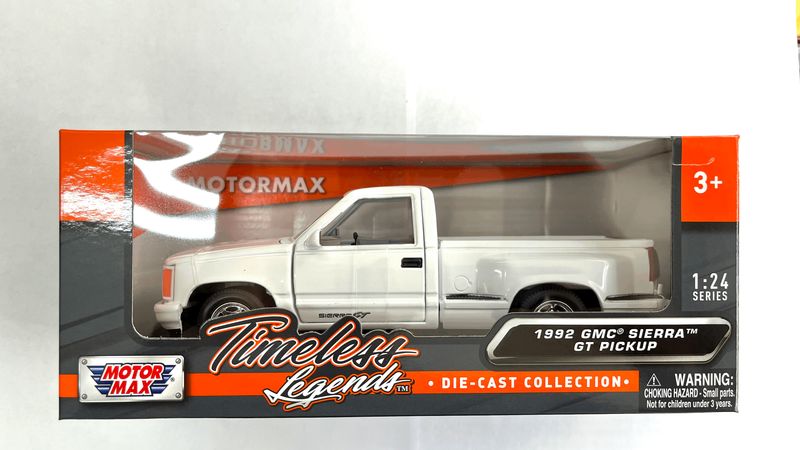 MOTORMAX
3+
1:24
SERIES
SIERRA GT
Timeless
Legends™
1992 GMC® SIERRA™
GT PICKUP
MOTOR
MAX
• DIE-CAST COLLECTION •
WARNING:
CHOKING HAZARD - Small parts.
Not for children under 3 years.